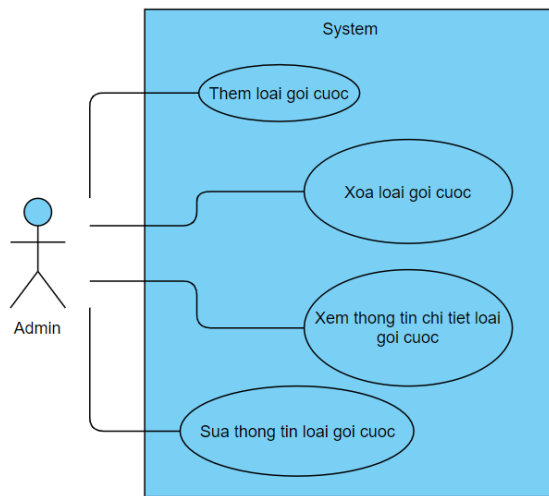 System
Them loai goi cuoc
Xoa loai goi cuoc
Admin
Xem thong tin chi tiet loai
goi cuoc
Sua thong tin loai goi cuoc